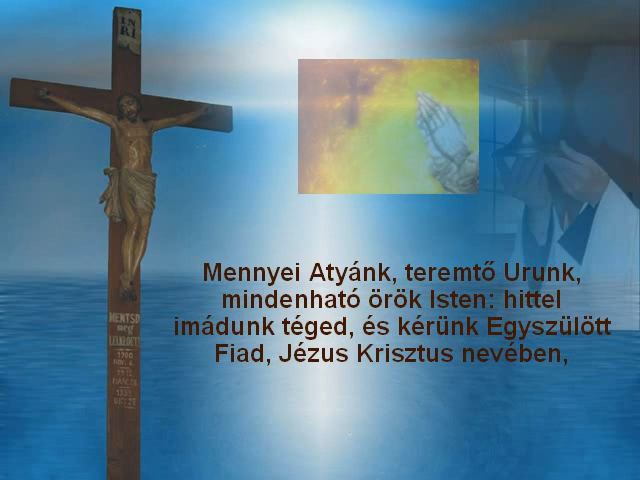 IN
RI
Mennyei Atyánk, teremtő Urunk,
mindenható örök Isten: hittel
imádunk téged, és kérünk Egyszülött
Fiad, Jézus Krisztus nevében,
MENTSD
meg
LELKEDET!